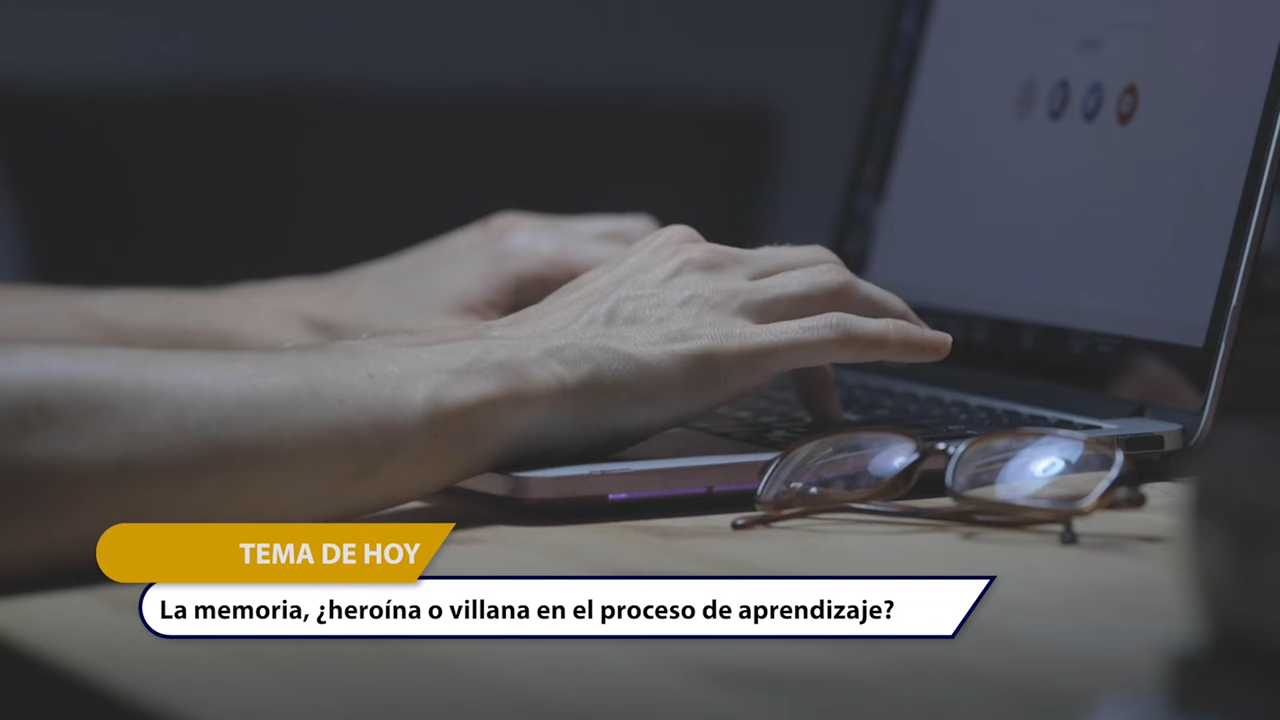 TEMA DE HOY
La memoria, ¿heroína o villana en el proceso de aprendizaje?